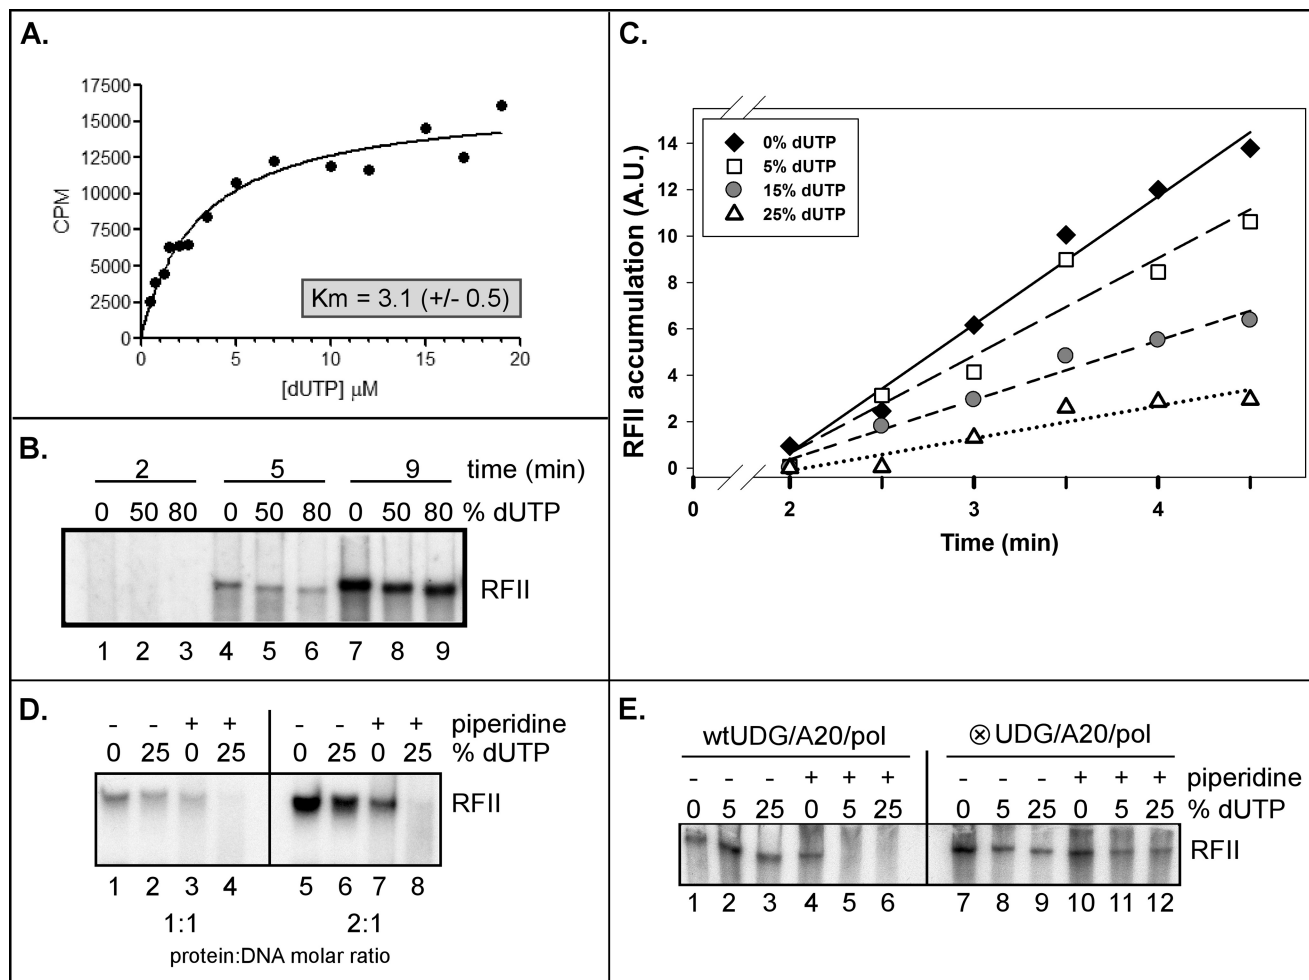 A.
17500
15000
12500
10000
7500
5000
2500
0
CPM
Km = 3.1 (+/- 0.5)
0 5 10 15 20
[dUTP] µM
B.
2 5 9 time (min)
0 50 80 0 50 80 0 50 80 % dUTP
RFII
1 2 3 4 5 6 7 8 9
C.
0% dUTP
5% dUTP
15% dUTP
25% dUTP
14
12
10
8
6
4
2
0
RFII accumulation (A.U.)
0 2 3 4
Time (min)
D.
- - + + - - + + piperidine
0 25 0 25 0 25 0 25 % dUTP
RFII
1 2 3 4 5 6 7 8
1:1 2:1
protein:DNA molar ratio
E.
wtUDG/A20/pol ⊗ UDG/A20/pol
- - - + + + - - - + + + piperidine
0 5 25 0 5 25 0 5 25 0 5 25 % dUTP
RFII
1 2 3 4 5 6 7 8 9 10 11 12